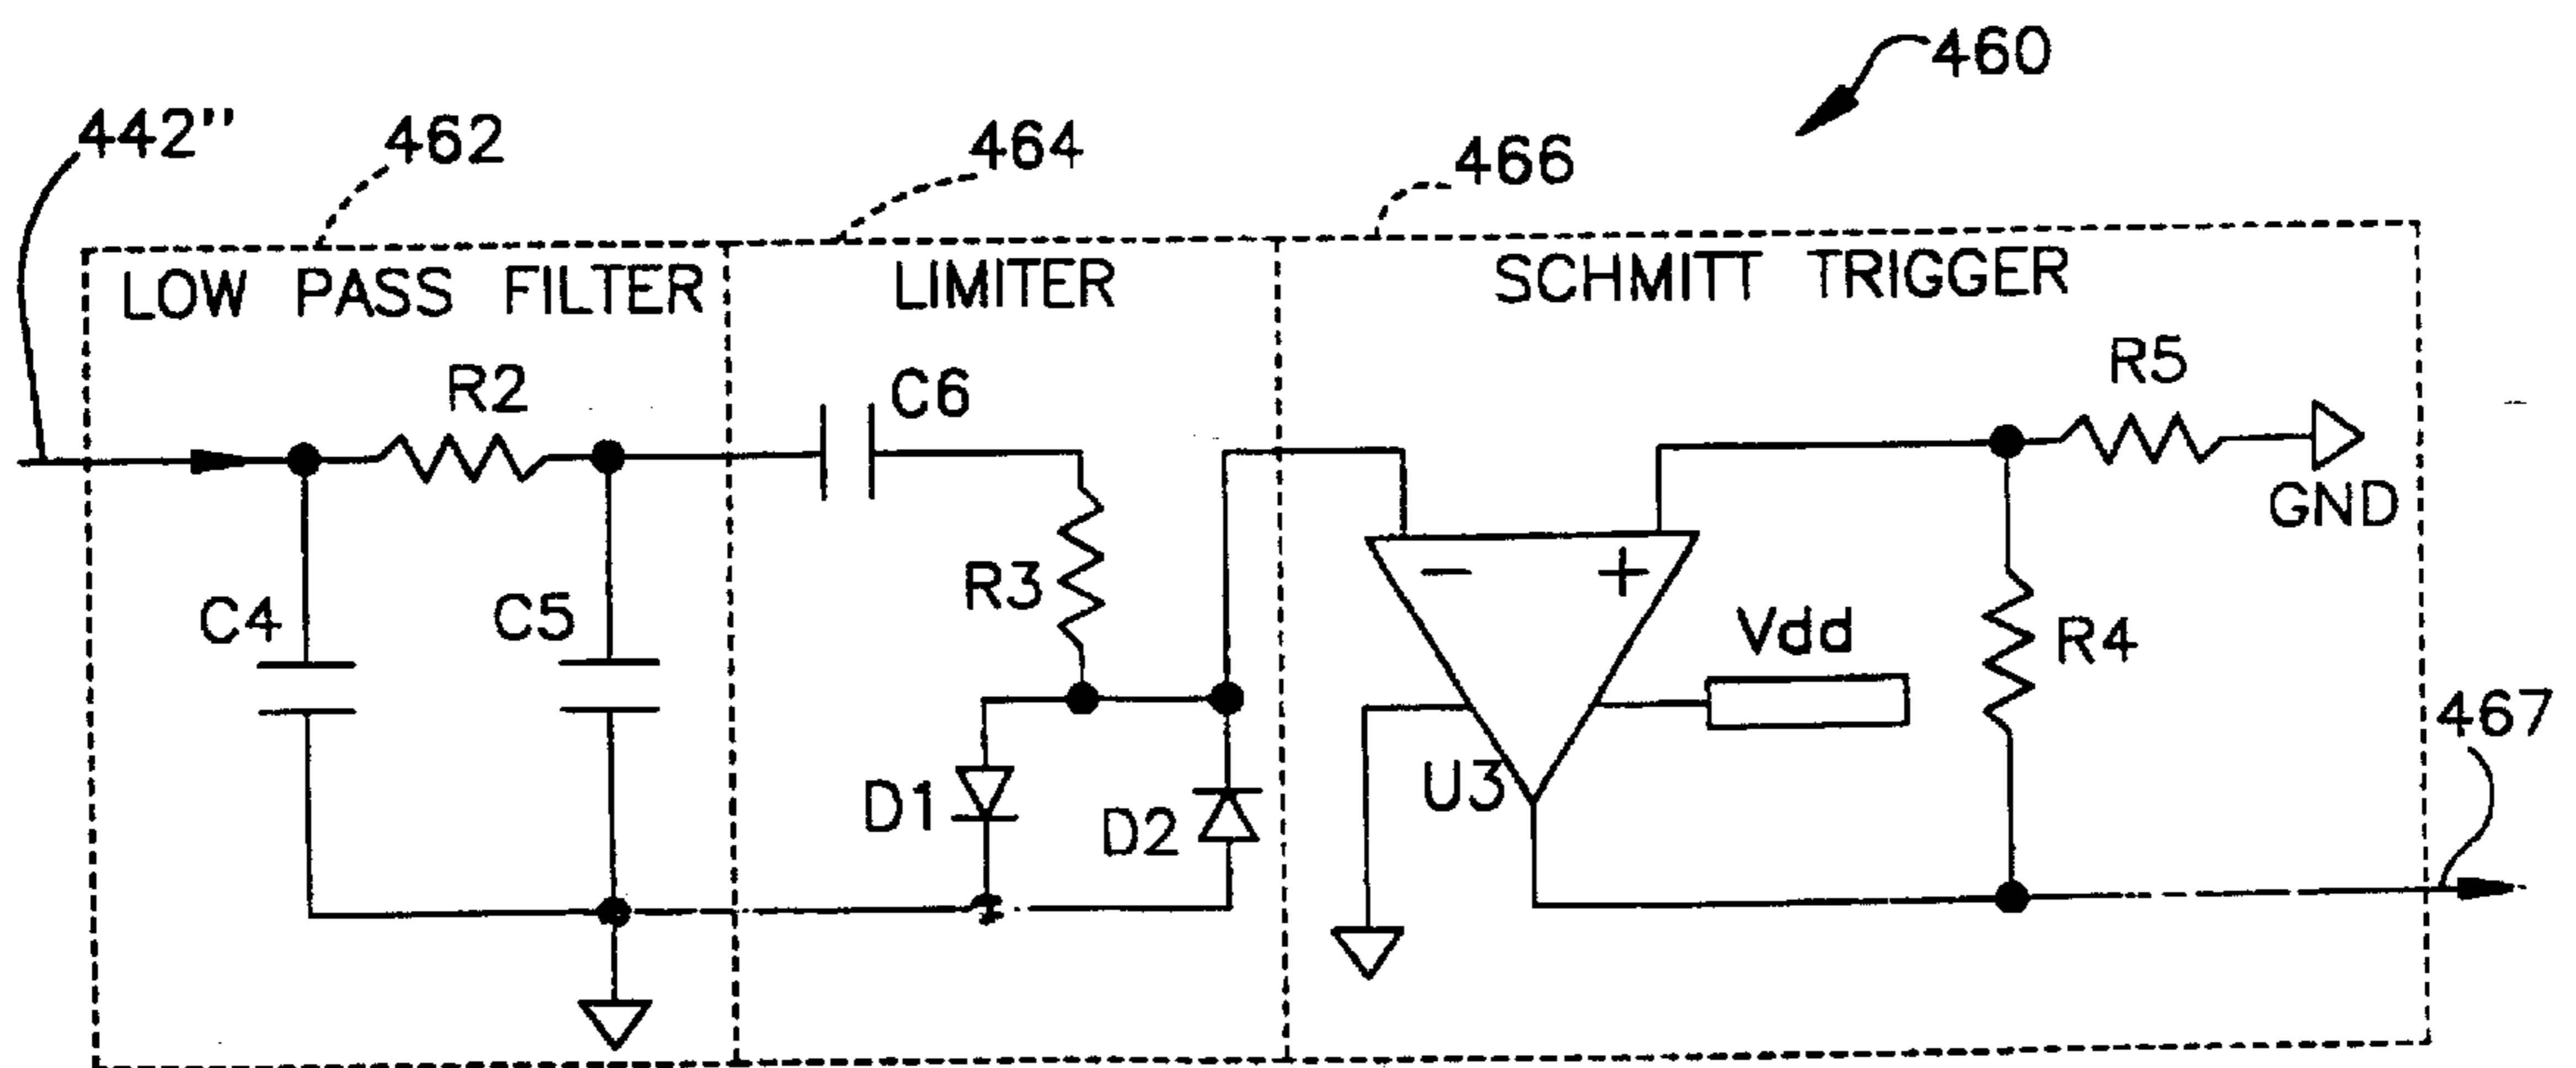 460
442"
462
464
466
LOW PASS FILTER
LIMITER
SCHMITT TRIGGER
R2
C6
R5
GND
C4
C5
R3
−
+
Vdd
R4
467
D1
D2
U3